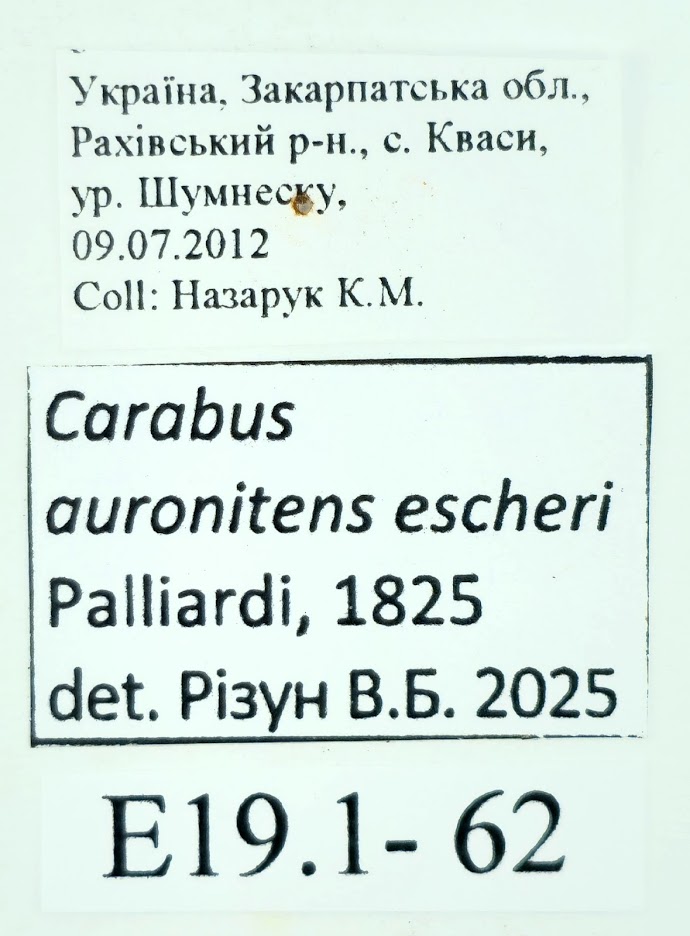 Україна, Закарпатська обл.,
Рахівський р-н., с. Кваси,
ур. Шумнеску,
09.07.2012
Coll: Назарук К.М.
Carabus
auronitens escheri
Palliardi, 1825
det. Різун В.Б. 2025
E19.1- 62